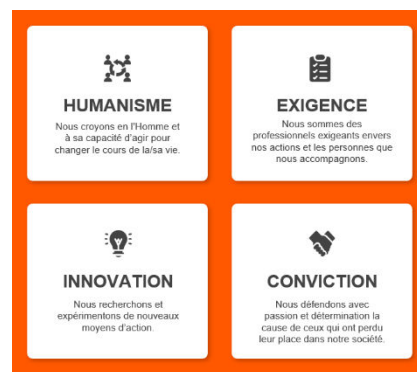 HUMANISME
Nous croyons en l'Homme et
à sa capacité d'agir pour
changer le cours de la/sa vie.
EXIGENCE
Nous sommes des
professionnels exigeants envers
nos actions et les personnes que
nous accompagnons.
INNOVATION
Nous recherchons et
expérimentons de nouveaux
moyens d'action.
CONVICTION
Nous défendons avec
passion et détermination la
cause de ceux qui ont perdu
leur place dans notre société.